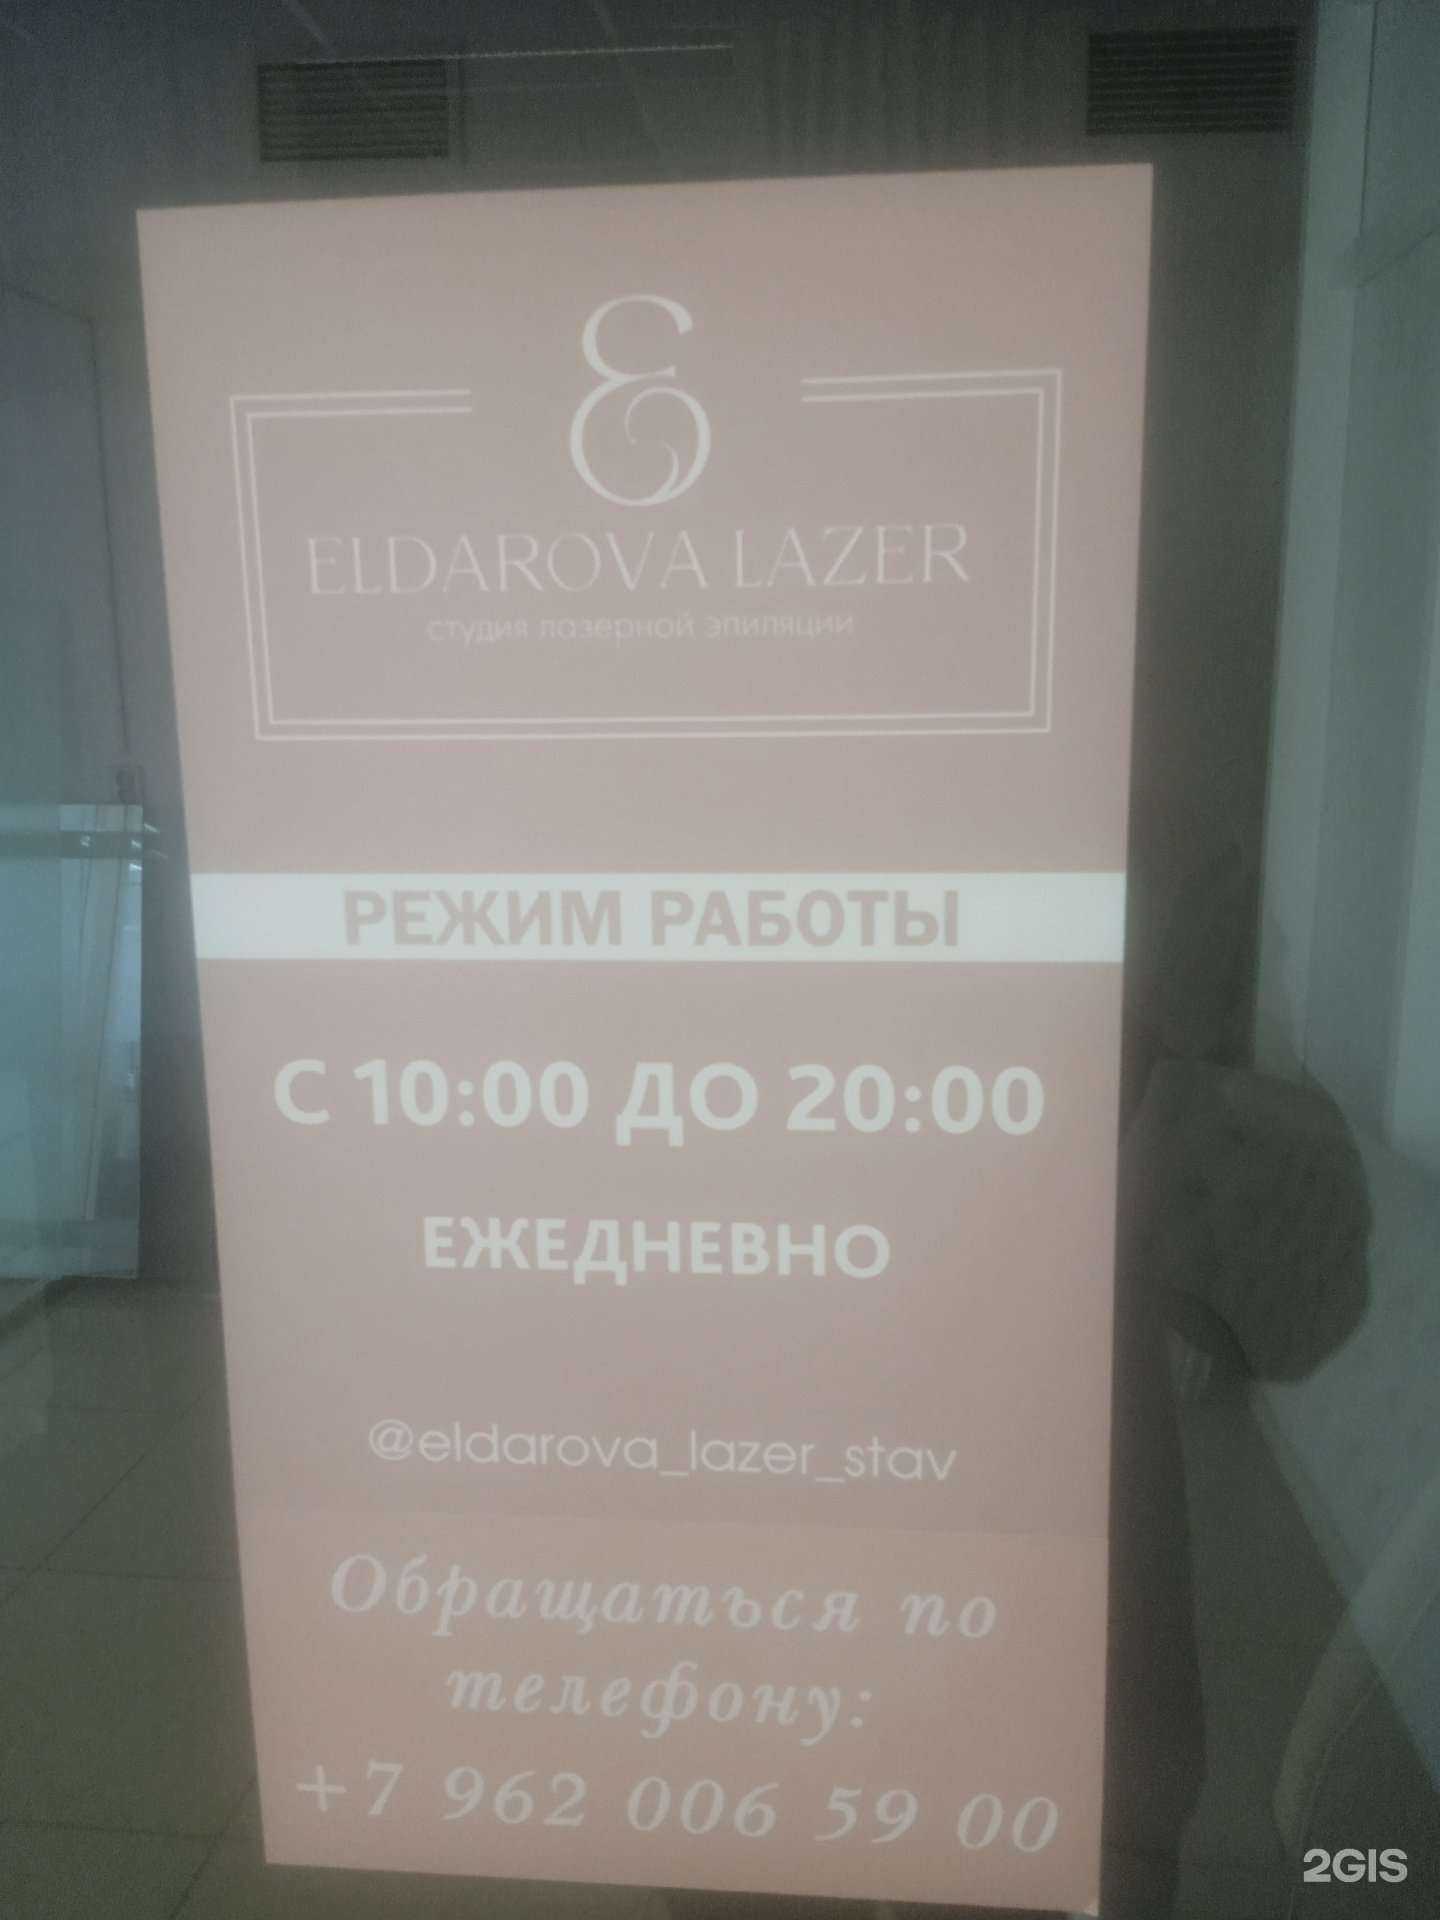 ELDAROVA LAZER
студия лазерной эпиляции
РЕЖИМ РАБОТЫ
С 10:00 ДО 20:00
ЕЖЕДНЕВНО
@eldarova_lazer_stav
Обращаться по
телефону:
+7 962 006 59 00
2GIS